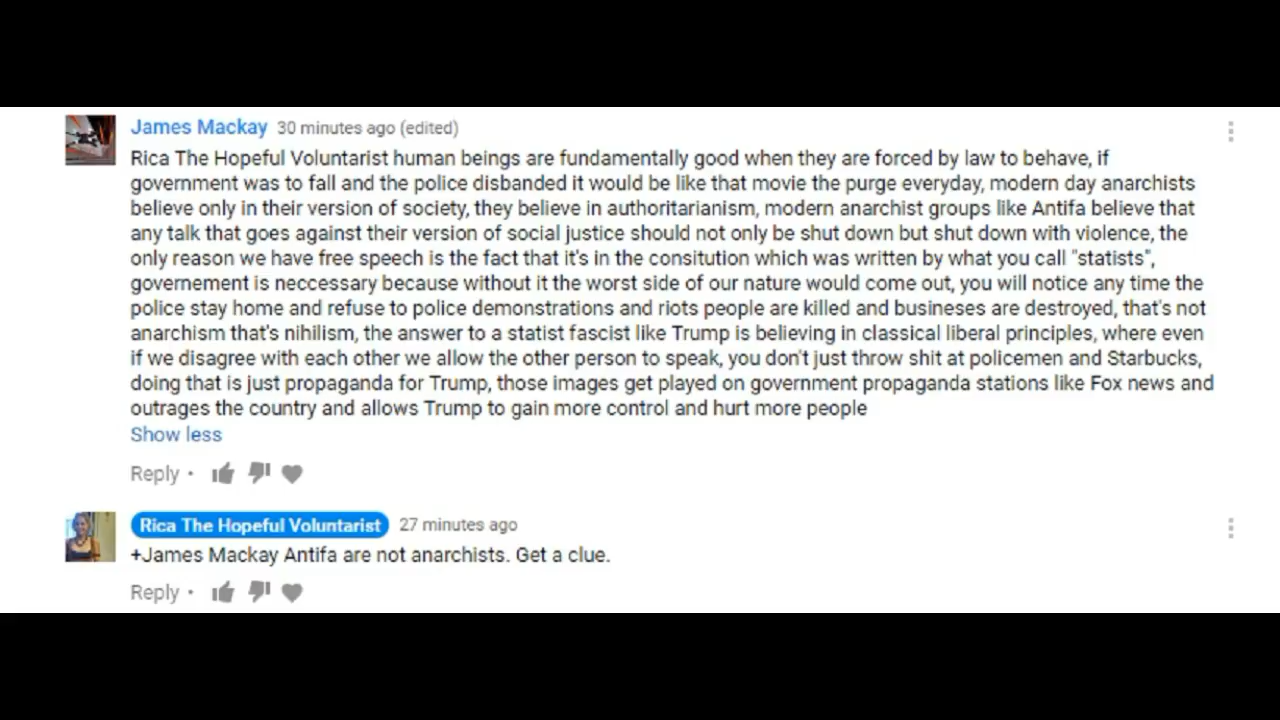 James Mackay 30 minutes ago (edited)
Rica The Hopeful Voluntarist human beings are fundamentally good when they are forced by law to behave, if
government was to fall and the police disbanded it would be like that movie the purge everyday, modern day anarchists
believe only in their version of society, they believe in authoritarianism, modern anarchist groups like Antifa believe that
any talk that goes against their version of social justice should not only be shut down but shut down with violence, the
only reason we have free speech is the fact that it's in the consitution which was written by what you call "statists",
governement is neccessary because without it the worst side of our nature would come out, you will notice any time the
police stay home and refuse to police demonstrations and riots people are killed and busineses are destroyed, that's not
anarchism that's nihilism, the answer to a statist fascist like Trump is believing in classical liberal principles, where even
if we disagree with each other we allow the other person to speak, you don't just throw shit at policemen and Starbucks,
doing that is just propaganda for Trump, those images get played on government propaganda stations like Fox news and
outrages the country and allows Trump to gain more control and hurt more people
Show less
Reply •
Rica The Hopeful Voluntarist 27 minutes ago
+James Mackay Antifa are not anarchists. Get a clue.
Reply •